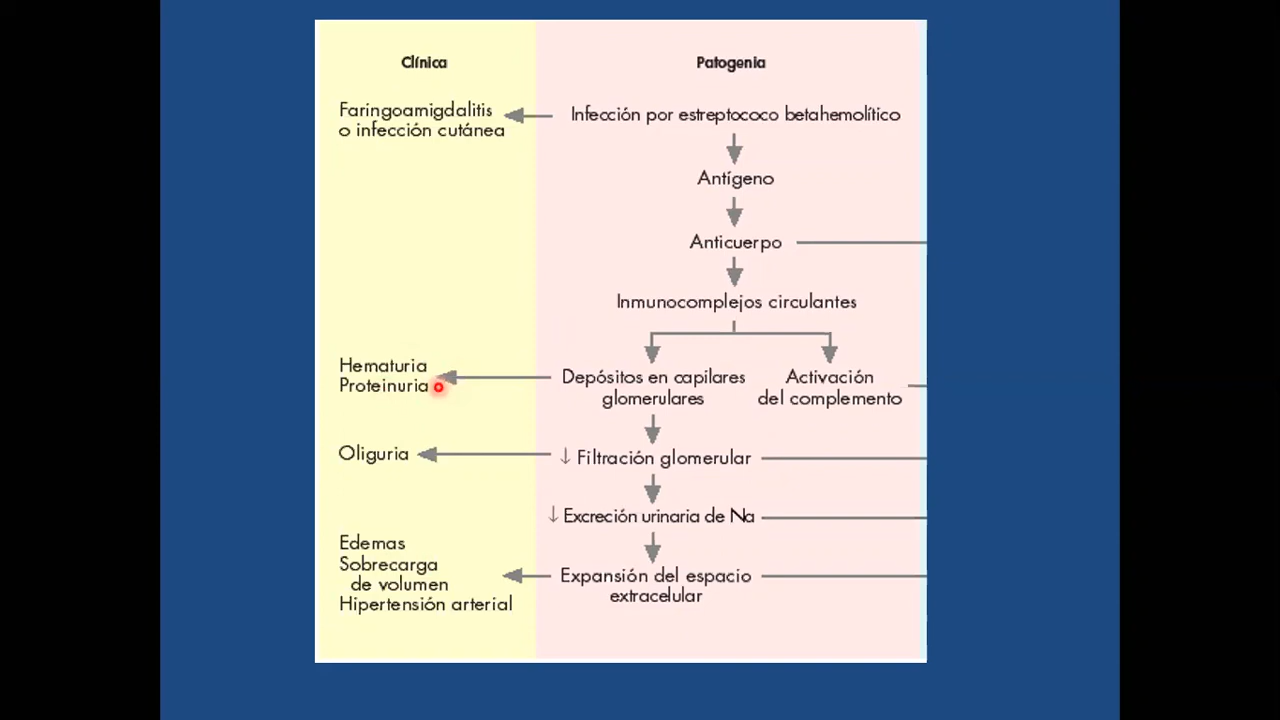 Clínica
Patogenia
Faringoamigdalitis
o infección cutánea
Infección por estreptococo betahemolítico
Antígeno
Anticuerpo
Inmunocomplejos circulantes
Hematuria
Proteinuria
Depósitos en capilares
glomerulares
Activación
del complemento
Oliguria
↓ Filtración glomerular
↓ Excreción urinaria de Na
Edemas
Sobrecarga
de volumen
Hipertensión arterial
Expansión del espacio
extracelular